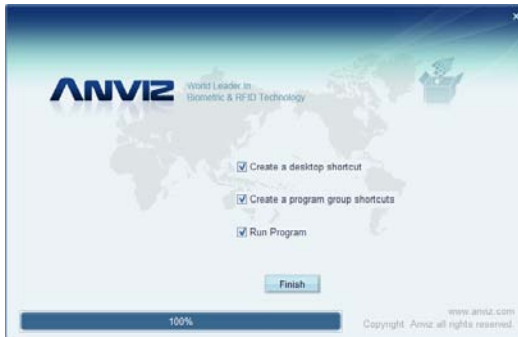 ANVIZ
World Leader In
Biometric & RFID Technology
Create a desktop shortcut
Create a program group shortcuts
Run Program
Finish
100%
www.anviz.com
Copyright Anviz all rights reserved.